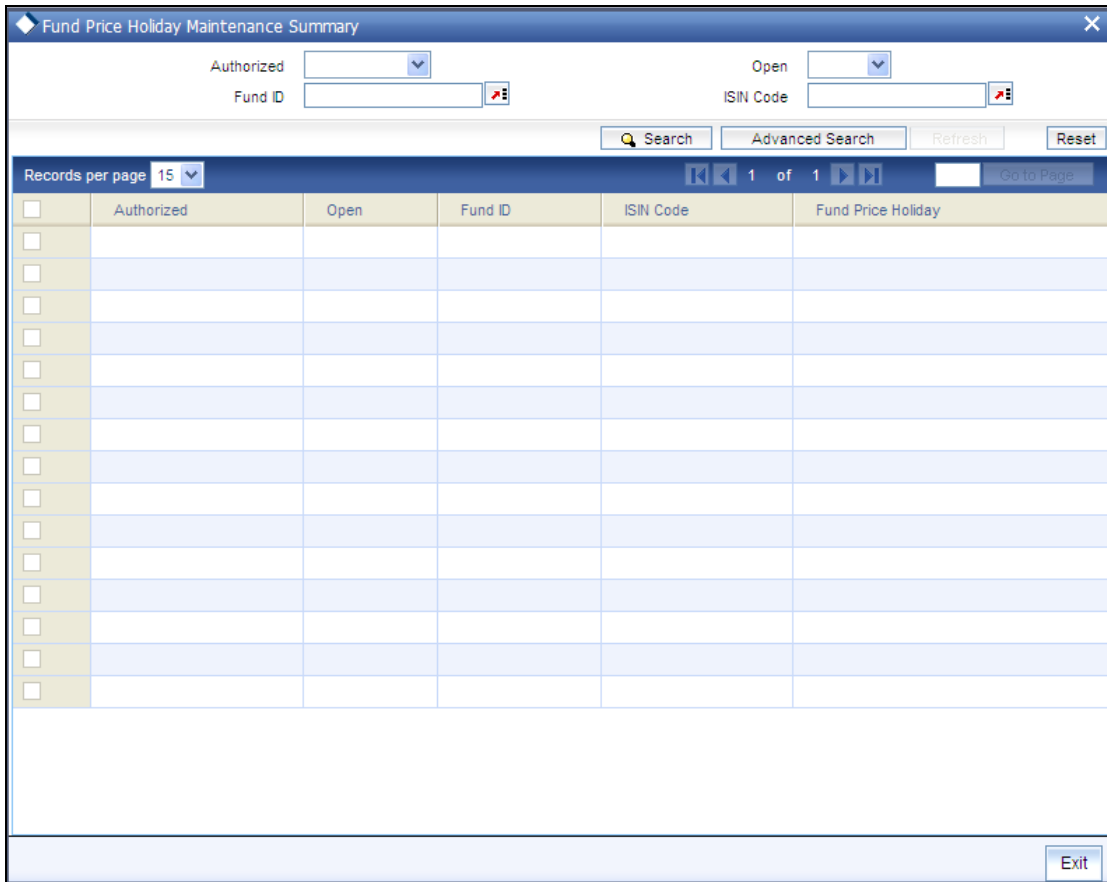 Fund Price Holiday Maintenance Summary
Authorized Open
Fund ID ISIN Code
Search Advanced Search Refresh Reset
Records per page 15 1 of 1 Go to Page
Authorized Open Fund ID ISIN Code Fund Price Holiday
Exit